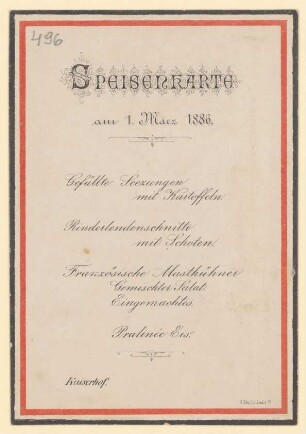 496
Speisenkarte
am 1. März 1886.
Gefüllte Seezungen
mit Kartoffeln.
Rinderlendenschnitte
mit Schoten.
Französische Masthühner
Gemischter Salat.
Eingemachtes.
Pralinée Eis.
Kaiserhof.